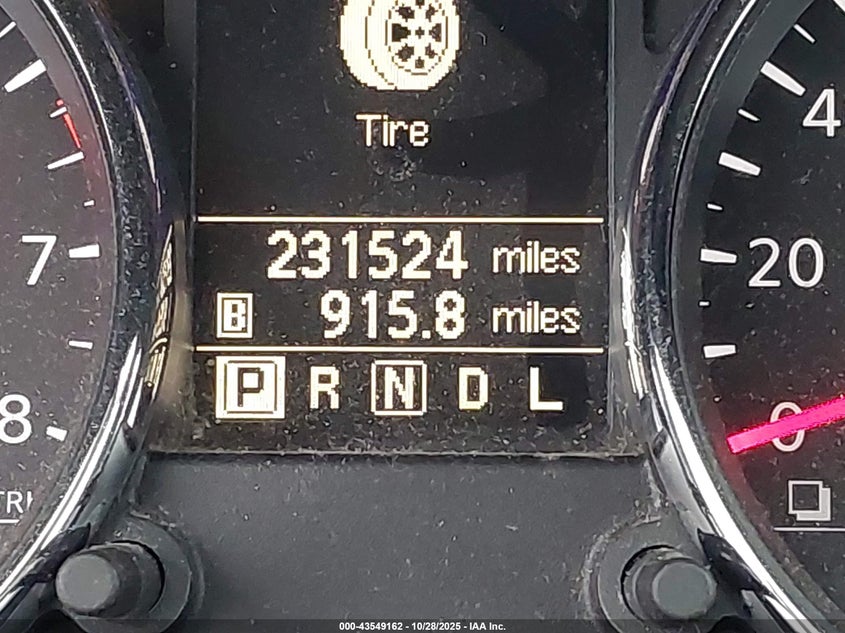 Tire
231524 miles
B 915.8 miles
P R N D L
7
8
4
20
0
000-43549162 - 10/28/2025 - IAA Inc.